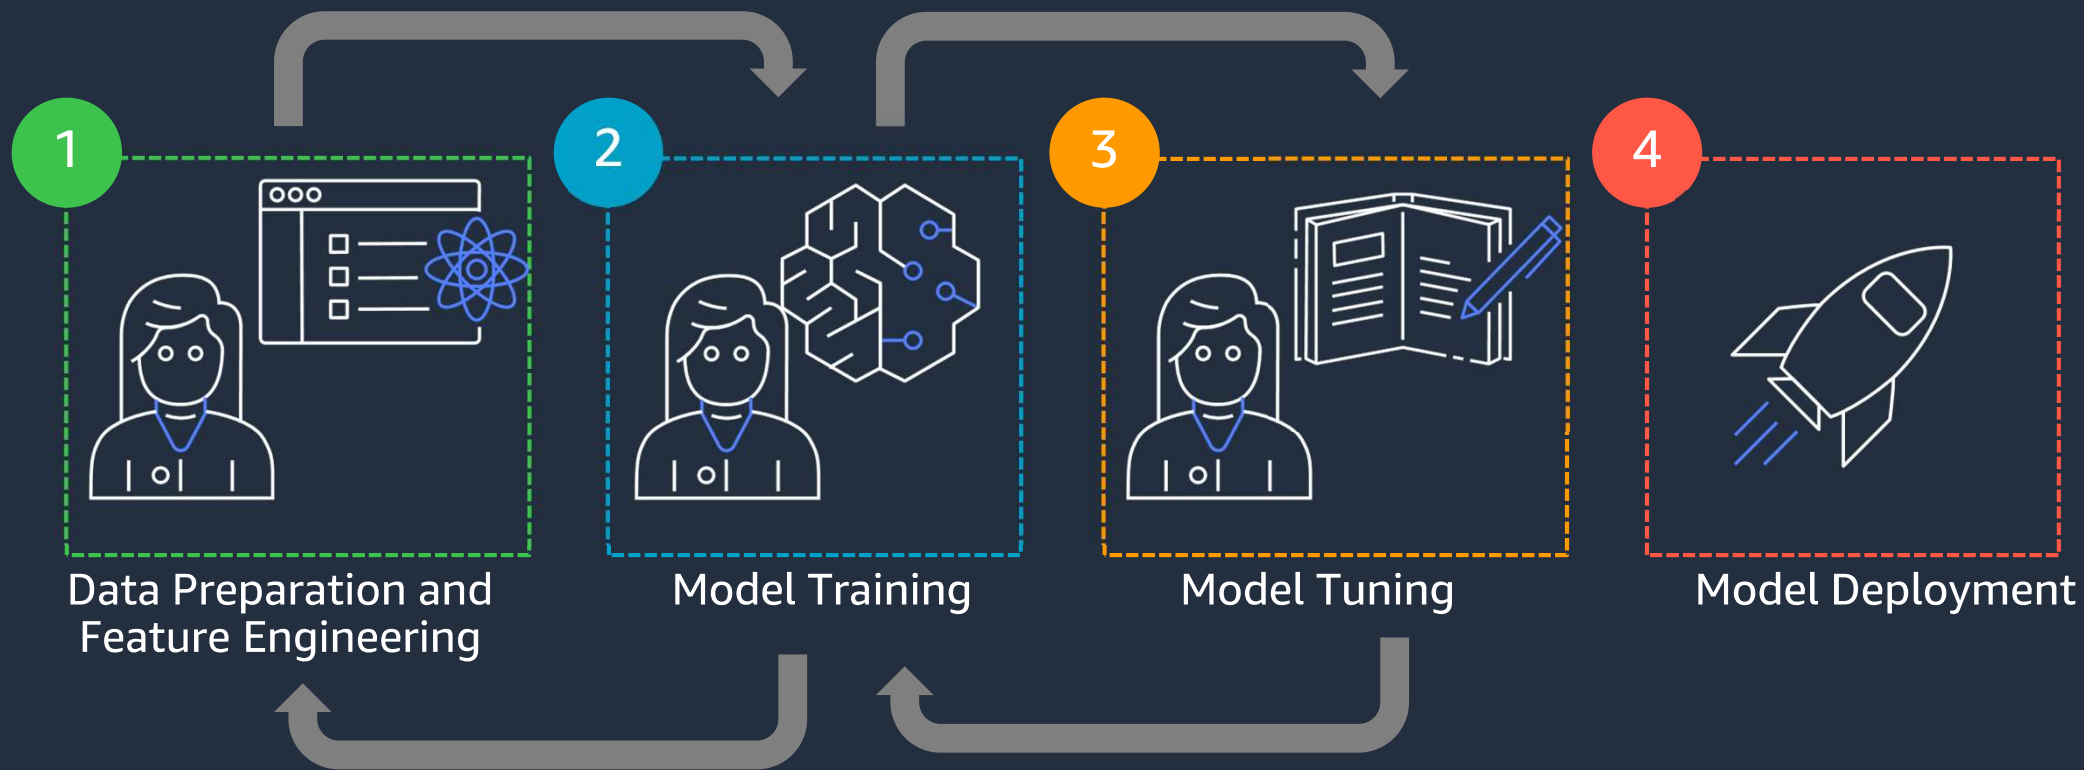 1
2
3
4
Data Preparation and
Feature Engineering
Model Training
Model Tuning
Model Deployment